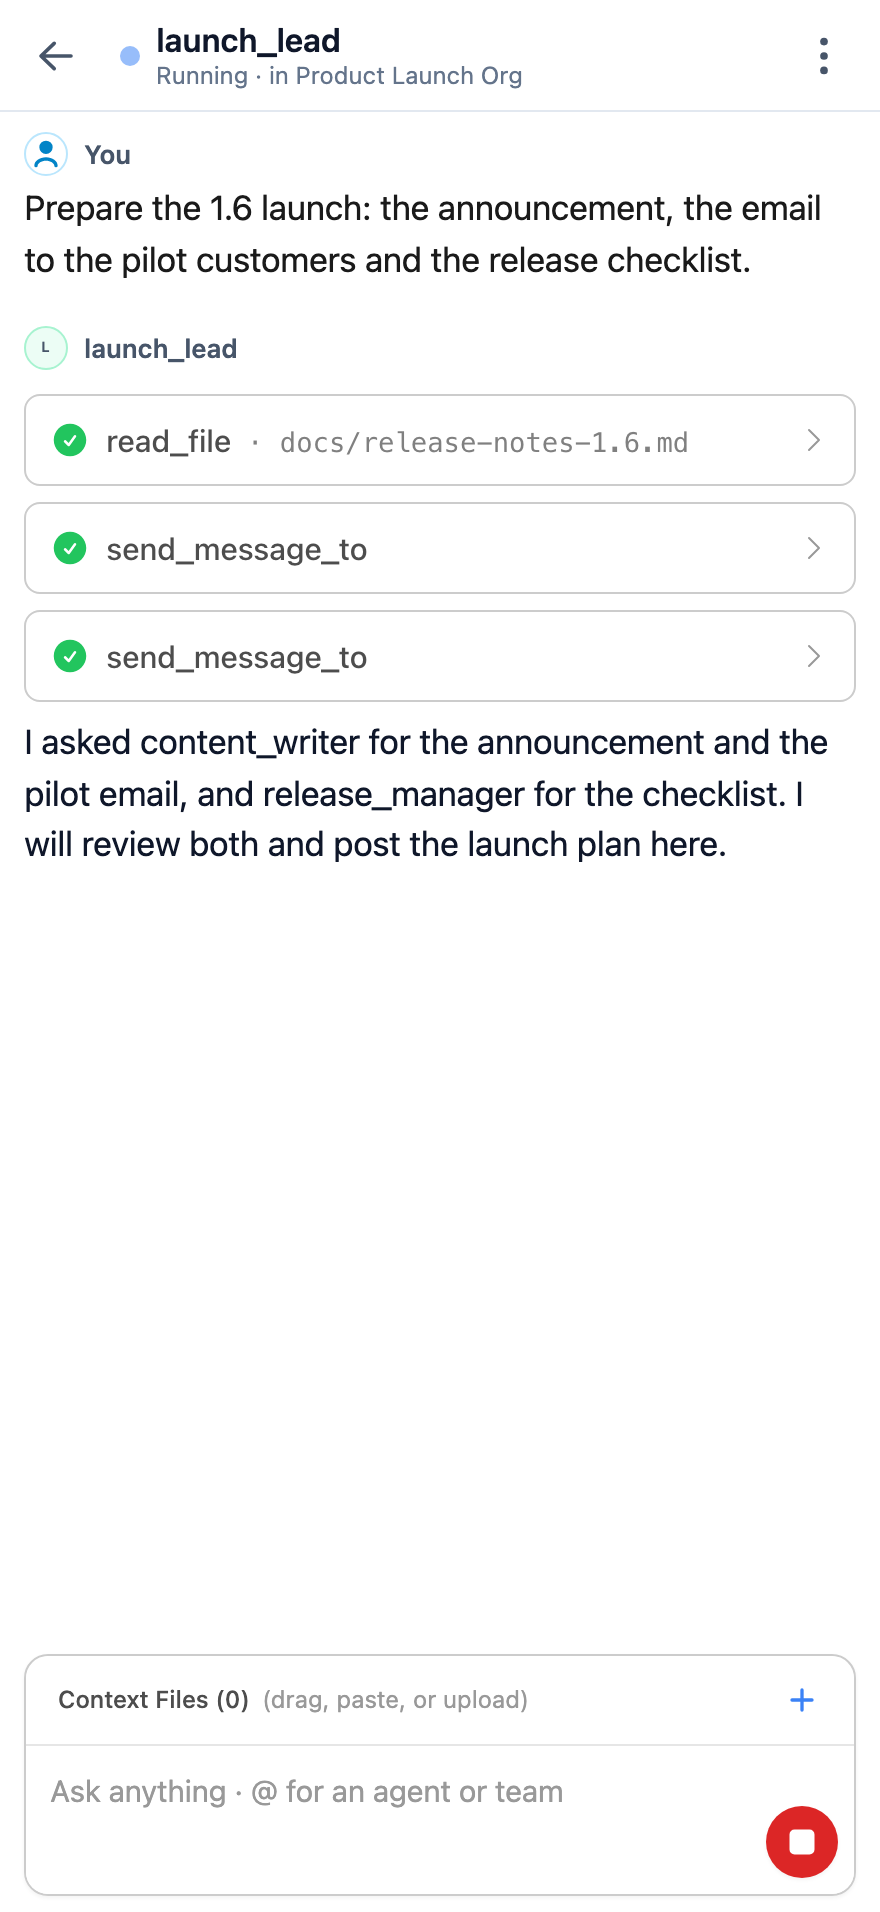 launch_lead
Running · in Product Launch Org
You
Prepare the 1.6 launch: the announcement, the email
to the pilot customers and the release checklist.
L
launch_lead
read_file · docs/release-notes-1.6.md
send_message_to
send_message_to
I asked content_writer for the announcement and the
pilot email, and release_manager for the checklist. I
will review both and post the launch plan here.
Context Files (0) (drag, paste, or upload)
Ask anything · @ for an agent or team